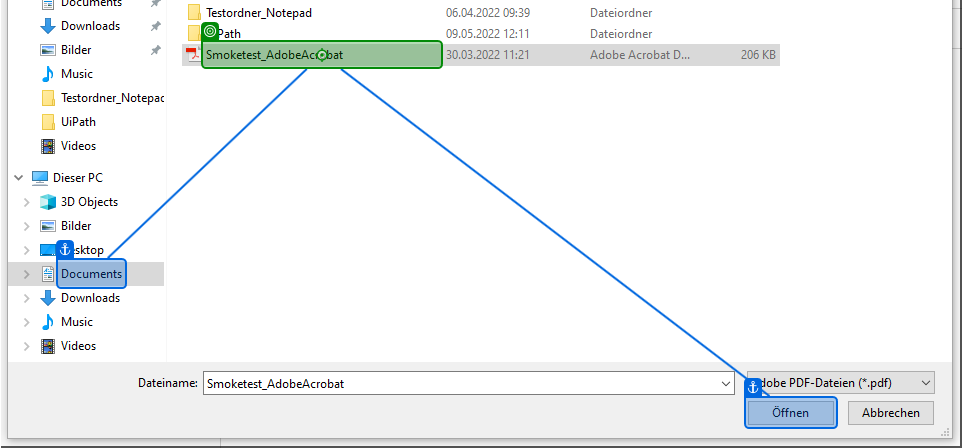 Documents
Testordner_Notepad 06.04.2022 09:39 Dateiordner
Downloads
Path 09.05.2022 12:11 Dateiordner
Bilder
Smoketest_AdobeAcrobat 30.03.2022 11:21 Adobe Acrobat D... 206 KB
Music
Testordner_Notepad
UiPath
Videos
Dieser PC
3D Objects
Bilder
esktop
Documents
Downloads
Music
Videos
Dateiname: Smoketest_AdobeAcrobat
dobe PDF-Dateien (*.pdf)
Öffnen Abbrechen